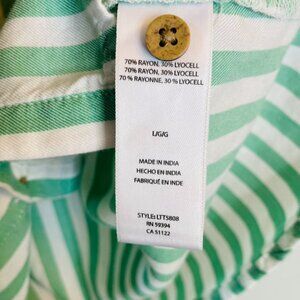 70% RAYON, 30% LYOCELL
70% RAYON, 30% LYOCELL
70 % RAYONNE, 30 % LYOCELL
L/G/G
MADE IN INDIA
HECHO EN INDIA
FABRIQUÉ EN INDE
STYLE: LTTS808
RN 59394
CA 51122